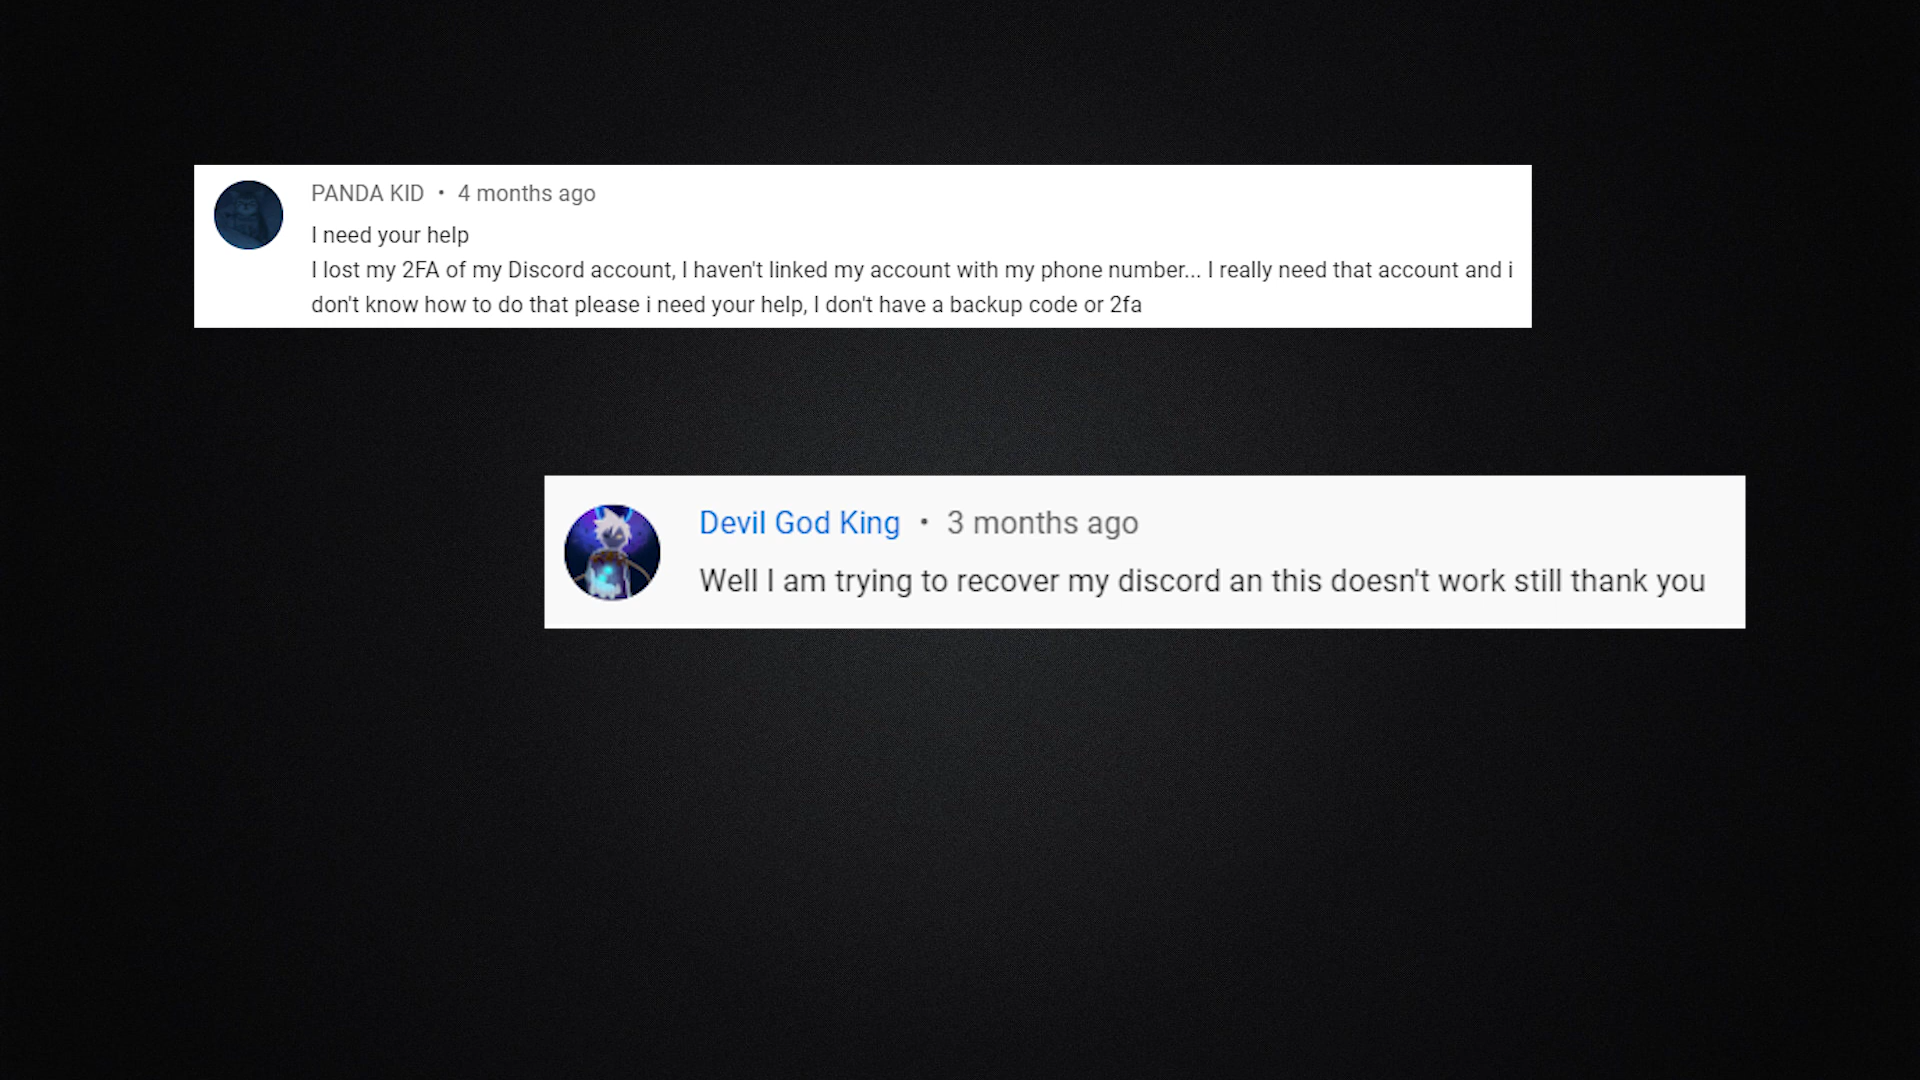 PANDA KID • 4 months ago
I need your help
I lost my 2FA of my Discord account, I haven't linked my account with my phone number... I really need that account and i
don't know how to do that please i need your help, I don't have a backup code or 2fa
Devil God King • 3 months ago
Well I am trying to recover my discord an this doesn't work still thank you